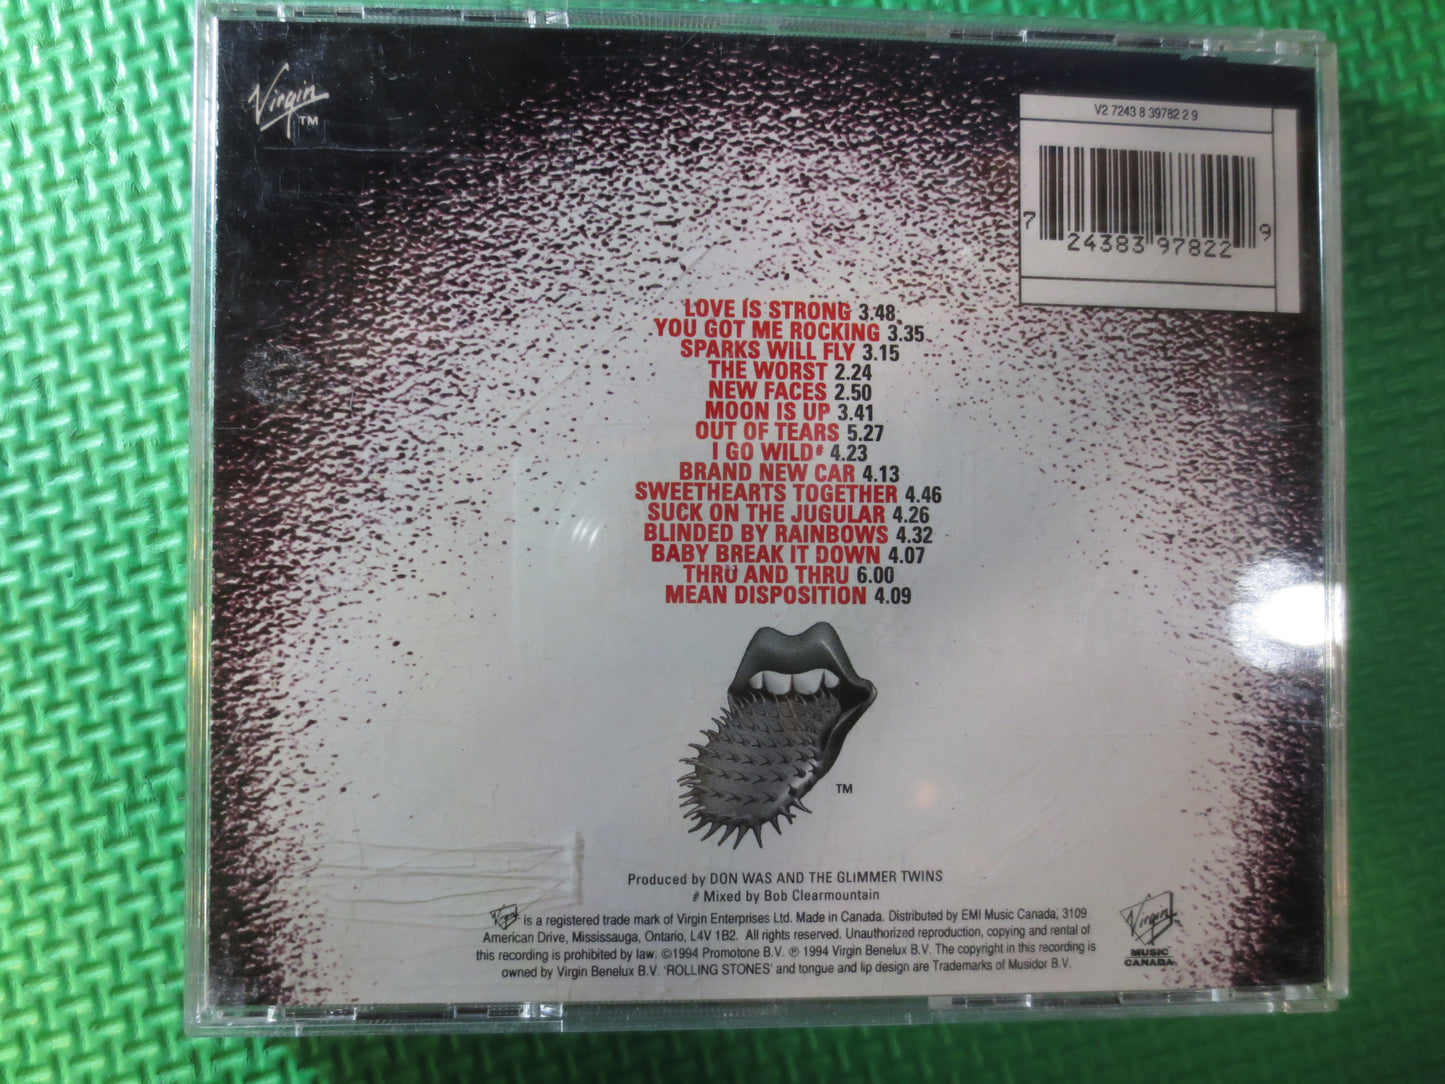 Virgin
TM
V2 7243 8 39782 2 9
7 24383 97822 9
LOVE IS STRONG 3.48
YOU GOT ME ROCKING 3.35
SPARKS WILL FLY 3.15
THE WORST 2.24
NEW FACES 2.50
MOON IS UP 3.41
OUT OF TEARS 5.27
I GO WILD# 4.23
BRAND NEW CAR 4.13
SWEETHEARTS TOGETHER 4.46
SUCK ON THE JUGULAR 4.26
BLINDED BY RAINBOWS 4.32
BABY BREAK IT DOWN 4.07
THRU AND THRU 6.00
MEAN DISPOSITION 4.09
TM
Produced by DON WAS AND THE GLIMMER TWINS
# Mixed by Bob Clearmountain
Virgin is a registered trade mark of Virgin Enterprises Ltd. Made in Canada. Distributed by EMI Music Canada, 3109
American Drive, Mississauga, Ontario, L4V 1B2. All rights reserved. Unauthorized reproduction, copying and rental of
this recording is prohibited by law. ©1994 Promotone B.V. ℗ 1994 Virgin Benelux B.V. The copyright in this recording is
owned by Virgin Benelux B.V. 'ROLLING STONES' and tongue and lip design are Trademarks of Musidor B.V.
Virgin
MUSIC
CANADA